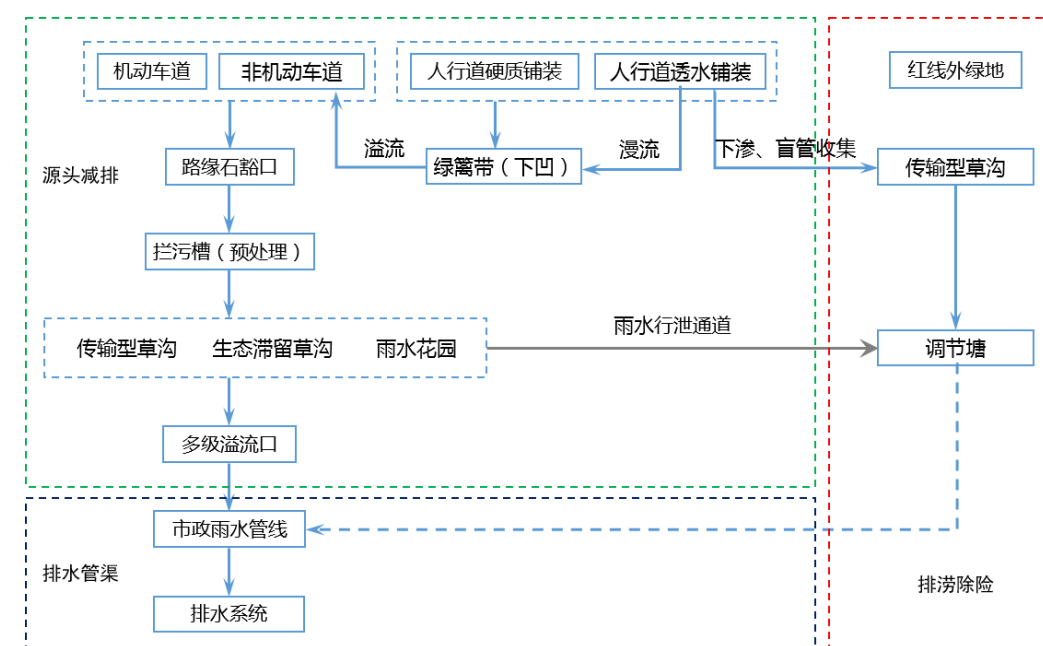 机动车道
非机动车道
人行道硬质铺装
人行道透水铺装
红线外绿地
溢流
漫流
下渗、盲管收集
源头减排
路缘石豁口
绿篱带（下凹）
传输型草沟
拦污槽（预处理）
雨水行泄通道
传输型草沟
生态滞留草沟
雨水花园
调节塘
多级溢流口
市政雨水管线
排水管渠
排涝除险
排水系统